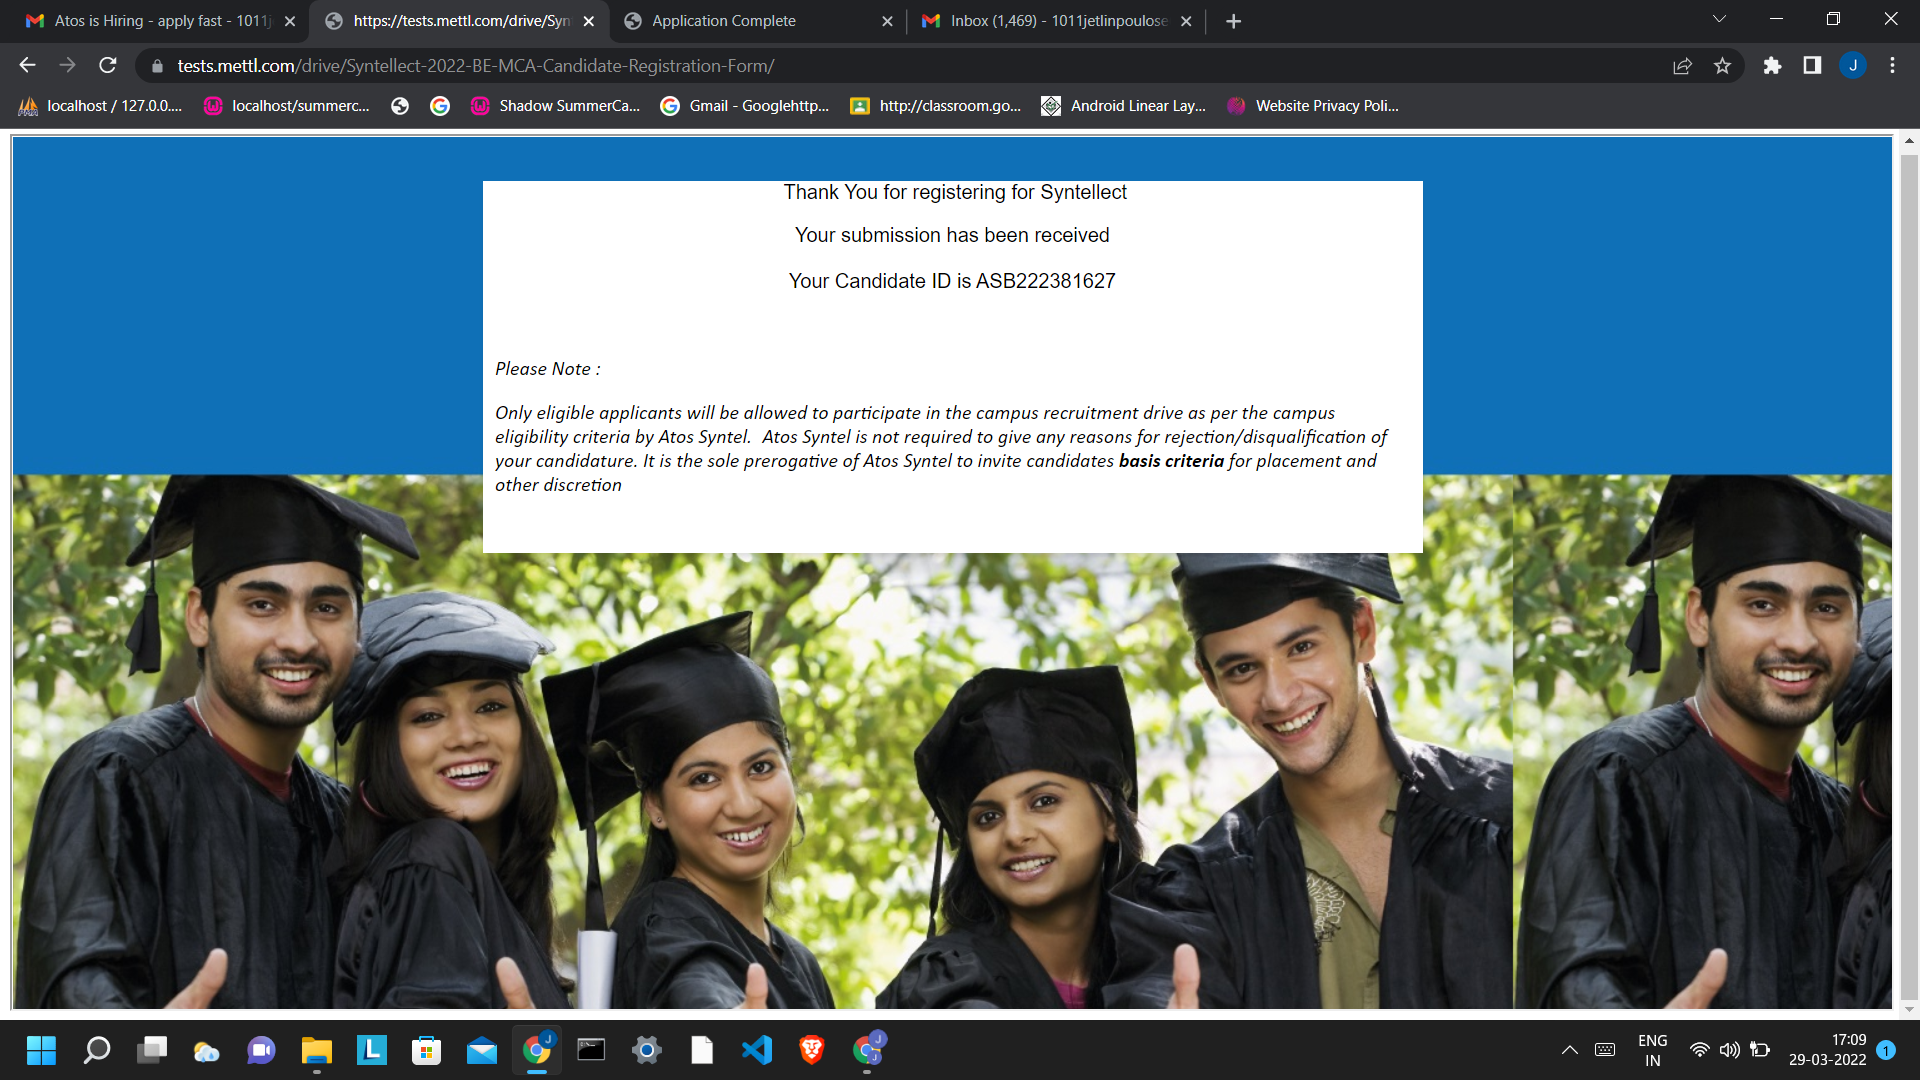 Atos is Hiring - apply fast - 1011j
https://tests.mettl.com/drive/Syn
Application Complete
Inbox (1,469) - 1011jetlinpoulose
tests.mettl.com/drive/Syntellect-2022-BE-MCA-Candidate-Registration-Form/
J
localhost / 127.0.0....
localhost/summerc...
Shadow SummerCa...
Gmail - Googlehttp...
http://classroom.go...
Android Linear Lay...
Website Privacy Poli...
Thank You for registering for Syntellect
Your submission has been received
Your Candidate ID is ASB222381627
Please Note :
Only eligible applicants will be allowed to participate in the campus recruitment drive as per the campus
eligibility criteria by Atos Syntel.  Atos Syntel is not required to give any reasons for rejection/disqualification of
your candidature. It is the sole prerogative of Atos Syntel to invite candidates basis criteria for placement and
other discretion
L
J
J
J
ENG
IN
17:09
29-03-2022
1